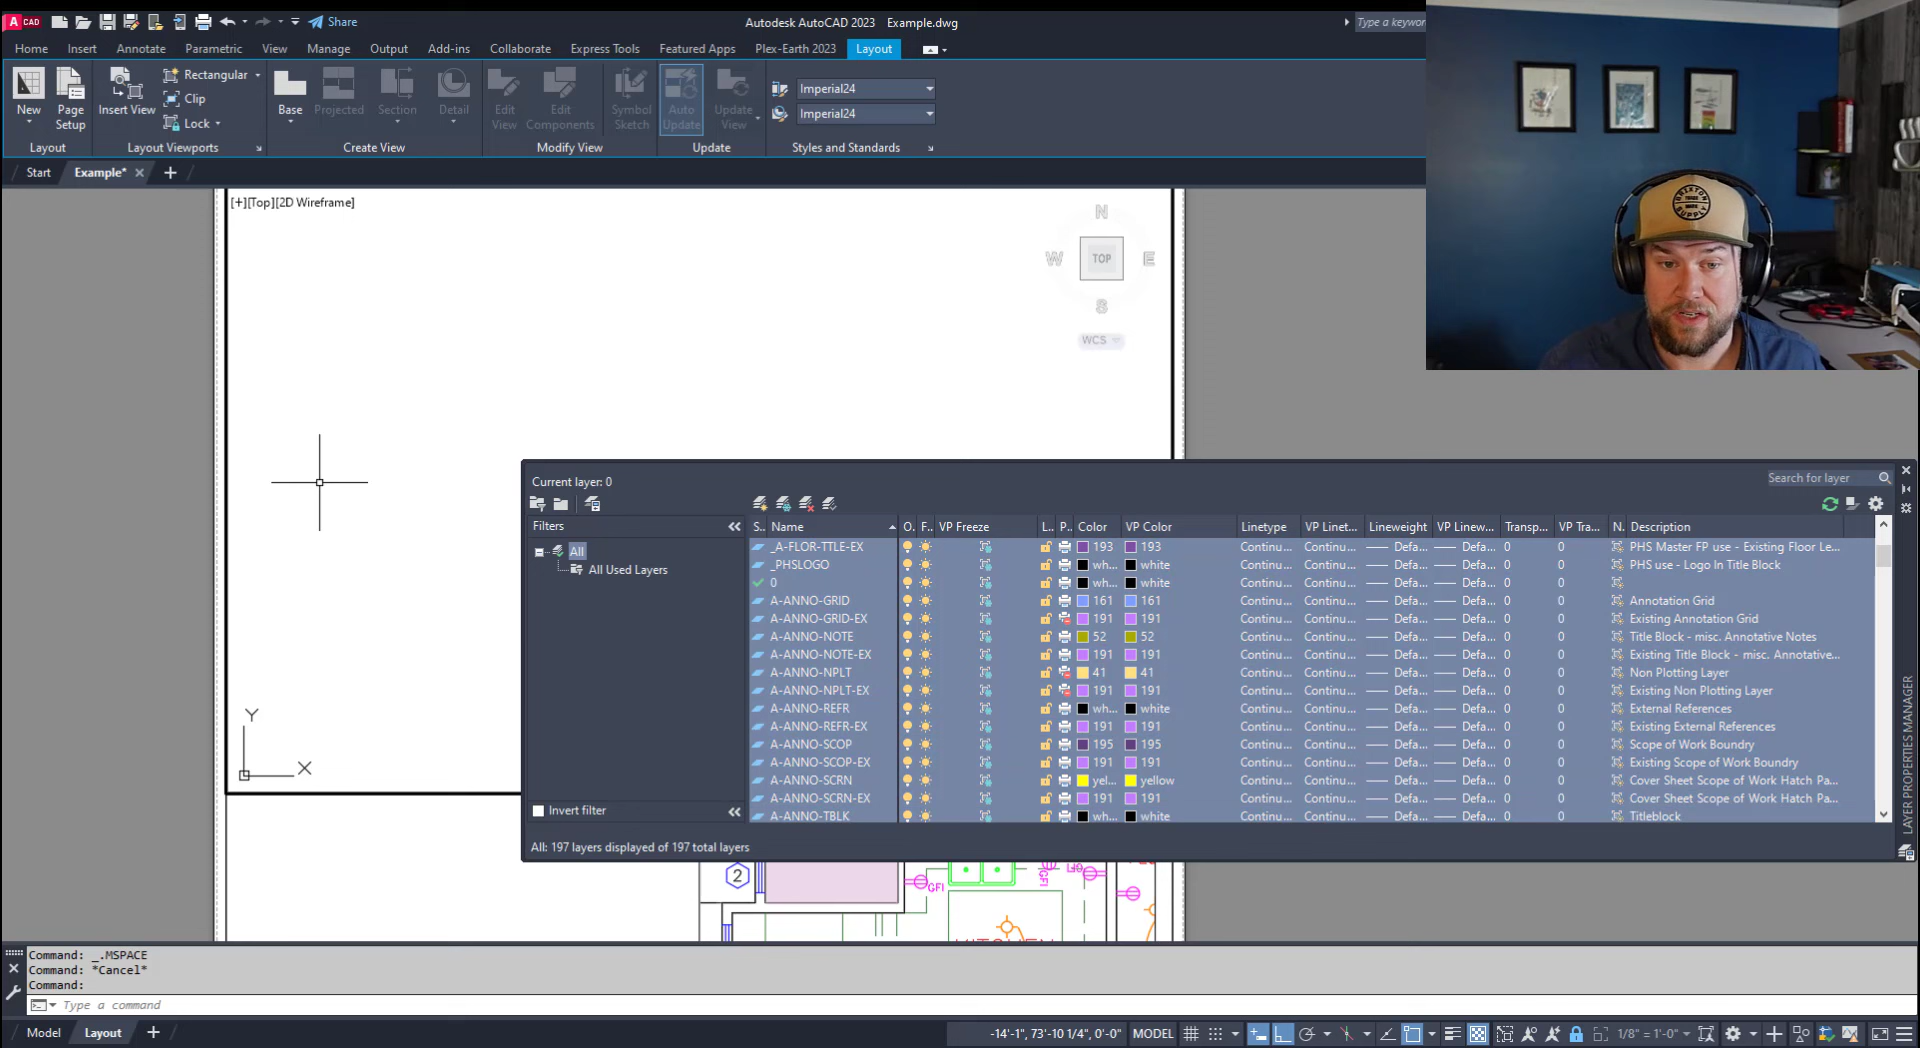 A CAD
Share
Autodesk AutoCAD 2023 Example.dwg
Type a keywor
Home Insert Annotate Parametric View Manage Output Add-ins Collaborate Express Tools Featured Apps Plex-Earth 2023 Layout
New
Page Setup
Insert View
Rectangular
Clip
Lock
Base
Projected
Section
Detail
Edit View
Edit Components
Symbol Sketch
Auto Update
Update View
Imperial24
Imperial24
Layout Layout Viewports Create View Modify View Update Styles and Standards
Start Example*
[+][Top][2D Wireframe]
N
W TOP E
S
WCS
BRIXTON
SUPPLY
Y
X
Current layer: 0
Search for layer
Filters
All
All Used Layers
Invert filter
S.. Name O. F.. VP Freeze L.. P.. Color VP Color Linetype VP Linet... Lineweight VP Linew... Transp... VP Tra... N. Description
_A-FLOR-TTLE-EX 193 193 Continu... Continu... Defa... Defa... 0 0 PHS Master FP use - Existing Floor Le...
_PHSLOGO wh... white Continu... Continu... Defa... Defa... 0 0 PHS use - Logo In Title Block
0 wh... white Continu... Continu... Defa... Defa... 0 0
A-ANNO-GRID 161 161 Continu... Continu... Defa... Defa... 0 0 Annotation Grid
A-ANNO-GRID-EX 191 191 Continu... Continu... Defa... Defa... 0 0 Existing Annotation Grid
A-ANNO-NOTE 52 52 Continu... Continu... Defa... Defa... 0 0 Title Block - misc. Annotative Notes
A-ANNO-NOTE-EX 191 191 Continu... Continu... Defa... Defa... 0 0 Existing Title Block - misc. Annotative...
A-ANNO-NPLT 41 41 Continu... Continu... Defa... Defa... 0 0 Non Plotting Layer
A-ANNO-NPLT-EX 191 191 Continu... Continu... Defa... Defa... 0 0 Existing Non Plotting Layer
A-ANNO-REFR wh... white Continu... Continu... Defa... Defa... 0 0 External References
A-ANNO-REFR-EX 191 191 Continu... Continu... Defa... Defa... 0 0 Existing External References
A-ANNO-SCOP 195 195 Continu... Continu... Defa... Defa... 0 0 Scope of Work Boundry
A-ANNO-SCOP-EX 191 191 Continu... Continu... Defa... Defa... 0 0 Existing Scope of Work Boundry
A-ANNO-SCRN yel... yellow Continu... Continu... Defa... Defa... 0 0 Cover Sheet Scope of Work Hatch Pa...
A-ANNO-SCRN-EX 191 191 Continu... Continu... Defa... Defa... 0 0 Cover Sheet Scope of Work Hatch Pa...
A-ANNO-TBLK wh... white Continu... Continu... Defa... Defa... 0 0 Titleblock
All: 197 layers displayed of 197 total layers
LAYER PROPERTIES MANAGER
2
GFI
GFI
GFI
KITCHEN
Command: _.MSPACE
Command: *Cancel*
Command:
Type a command
Model Layout
-14'-1", 73'-10 1/4", 0'-0" MODEL 1/8" = 1'-0"